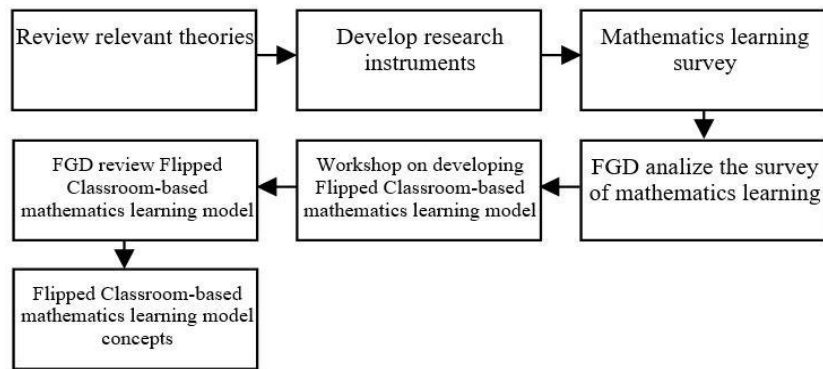 Review relevant theories
Develop research
instruments
Mathematics learning
survey
FGD analize the survey
of mathematics learning
Workshop on developing
Flipped Classroom-based
mathematics learning model
FGD review Flipped
Classroom-based
mathematics learning model
Flipped Classroom-based
mathematics learning model
concepts